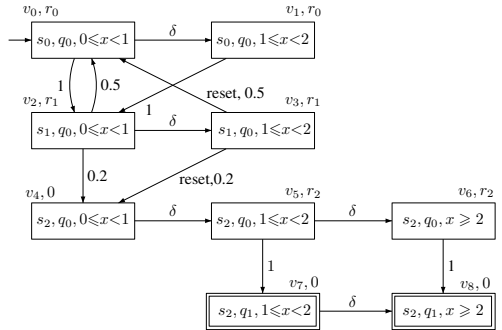 v₀, r₀
v₁, r₀
s₀, q₀, 0⩽x<1
δ
s₀, q₀, 1⩽x<2
1
0.5
reset, 0.5
v₂, r₁
1
v₃, r₁
s₁, q₀, 0⩽x<1
δ
s₁, q₀, 1⩽x<2
0.2
reset,0.2
v₄, 0
v₅, r₂
v₆, r₂
s₂, q₀, 0⩽x<1
δ
s₂, q₀, 1⩽x<2
δ
s₂, q₀, x ⩾ 2
1
1
v₇, 0
v₈, 0
s₂, q₁, 1⩽x<2
δ
s₂, q₁, x ⩾ 2